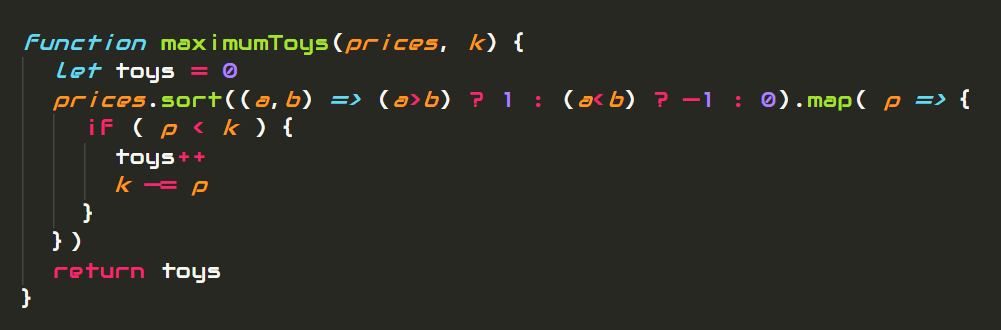 function maximumToys(prices, k) {
let toys = 0
prices.sort((a,b) => (a>b) ? 1 : (a<b) ? -1 : 0).map( p => {
if ( p < k ) {
toys++
k -= p
}
})
return toys
}